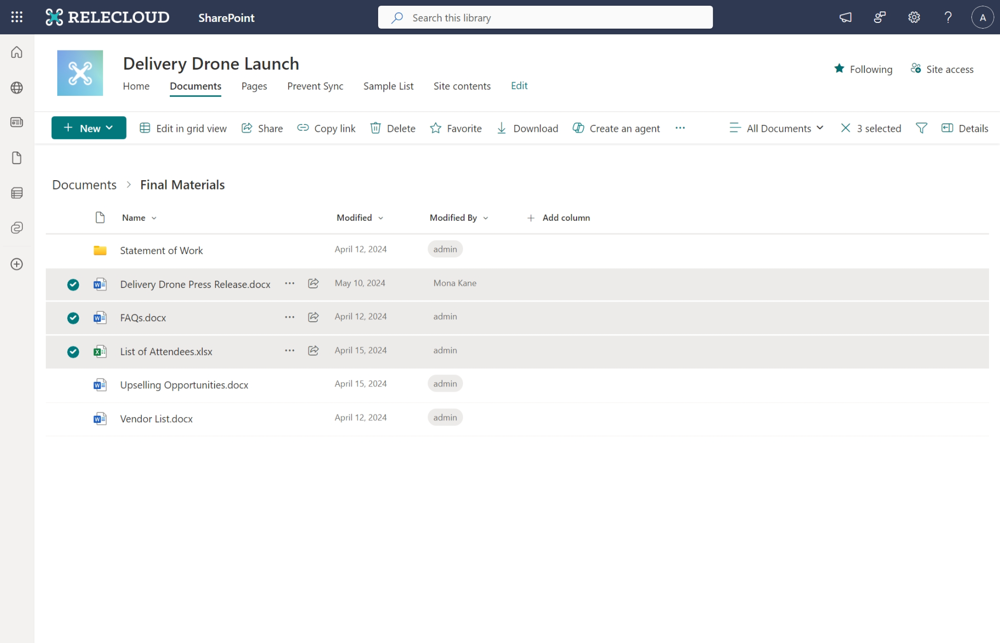 RELECLOUD SharePoint Search this library A
Delivery Drone Launch
Following Site access
Home Documents Pages Prevent Sync Sample List Site contents Edit
+ New Edit in grid view Share Copy link Delete Favorite Download Create an agent ... All Documents 3 selected Details
Documents > Final Materials
Name Modified Modified By + Add column
Statement of Work April 12, 2024 admin
Delivery Drone Press Release.docx ... May 10, 2024 Mona Kane
FAQs.docx ... April 12, 2024 admin
List of Attendees.xlsx ... April 15, 2024 admin
Upselling Opportunities.docx April 15, 2024 admin
Vendor List.docx April 12, 2024 admin